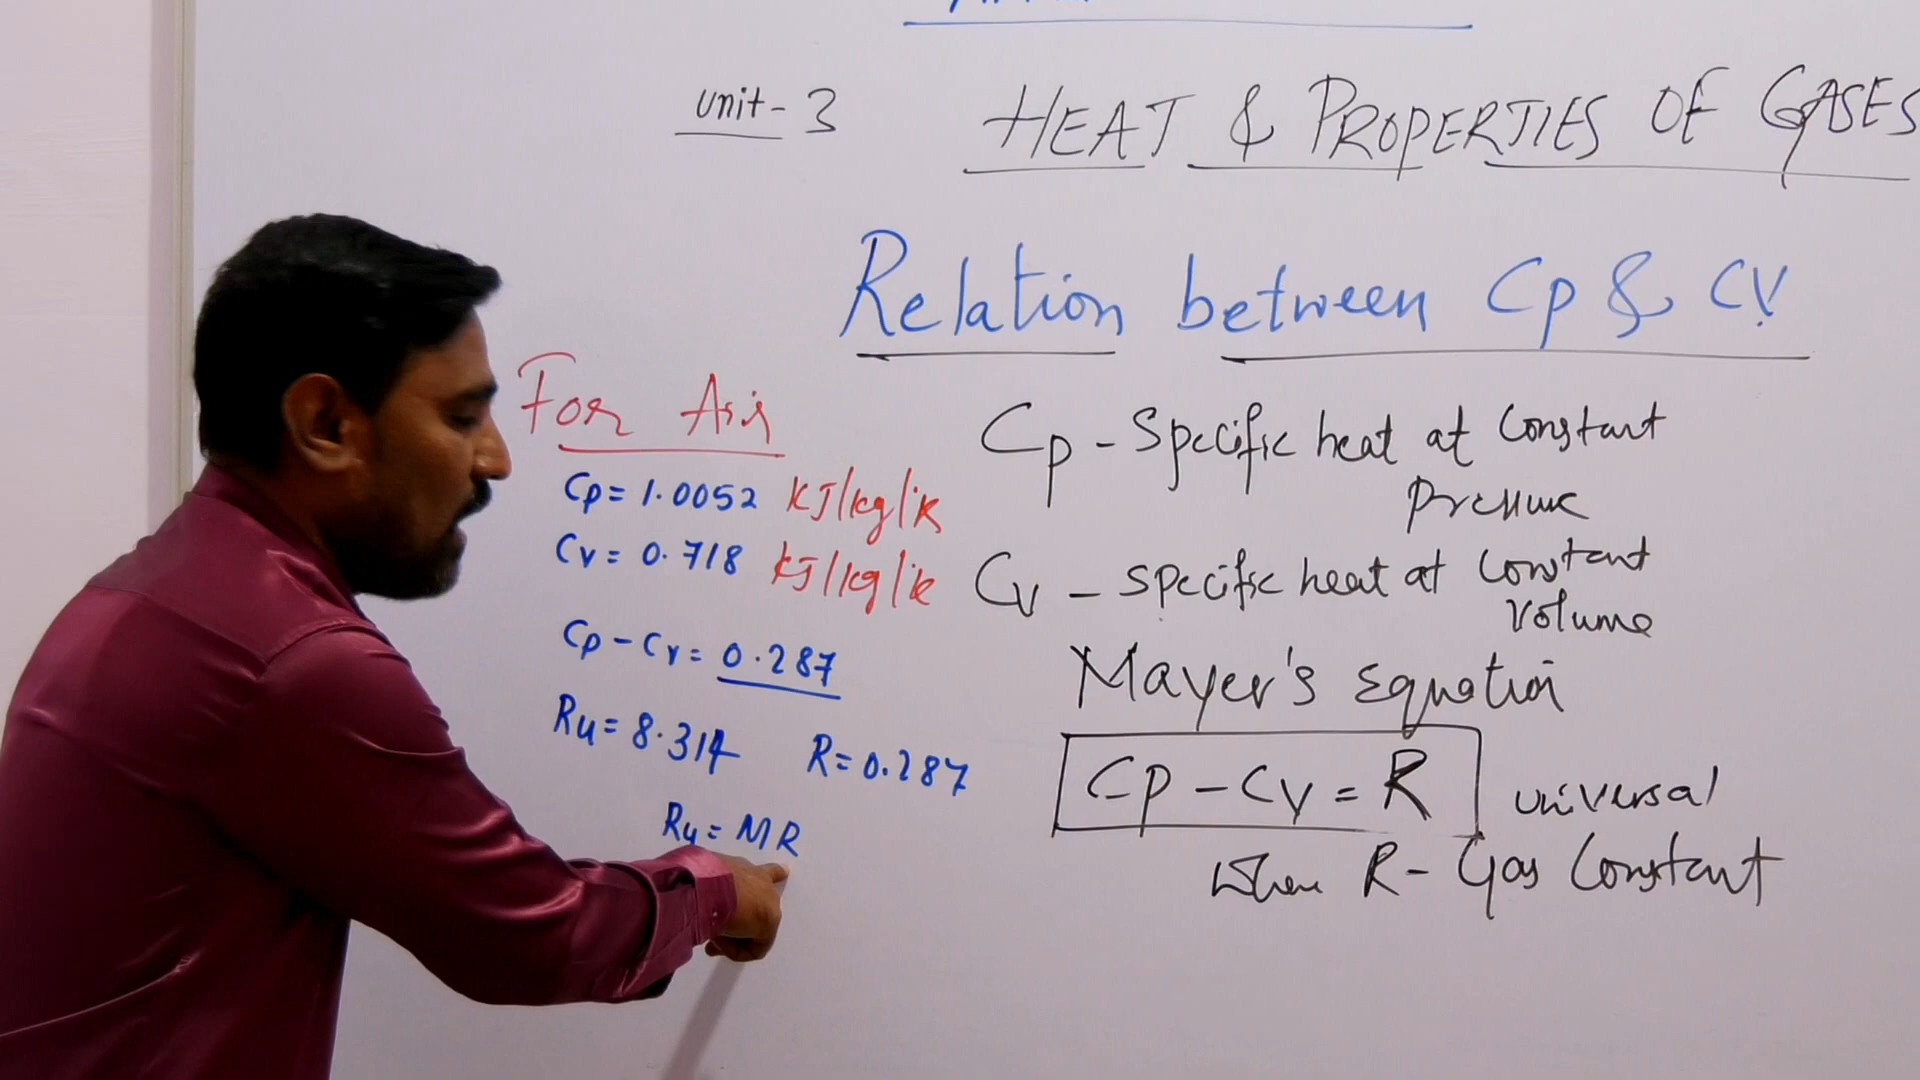 Unit-3
HEAT & PROPERTIES OF GASES
Relation between Cp & CV
For Air
Cp = 1.0052 KJ/kg/k
Cv = 0.718 kJ/kg/k
Cp - Cv = 0.287
Ru = 8.314 R = 0.287
Ru = MR
Cp - Specific heat at Constant
Pressure
Cv - Specific heat at Constant
Volume
Mayer's Equation
Cp - Cv = R
universal
When R - Gas Constant